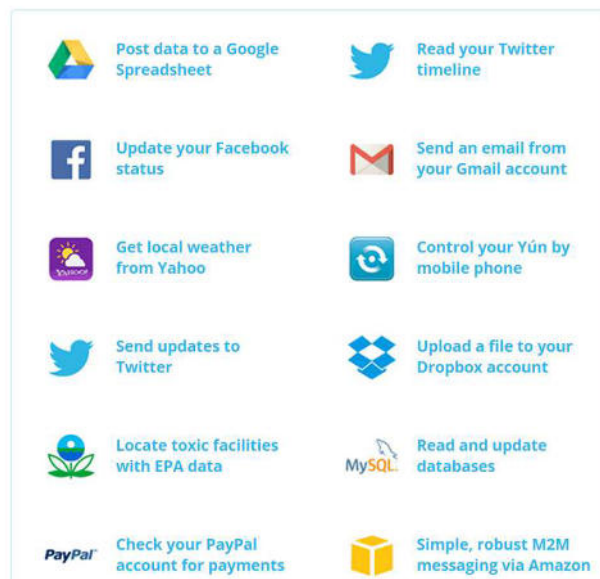 Post data to a Google
Spreadsheet
Read your Twitter
timeline
Update your Facebook
status
Send an email from
your Gmail account
YAHOO!
Get local weather
from Yahoo
Control your Yún by
mobile phone
Send updates to
Twitter
Upload a file to your
Dropbox account
Locate toxic facilities
with EPA data
MySQL
Read and update
databases
PayPal
Check your PayPal
account for payments
Simple, robust M2M
messaging via Amazon